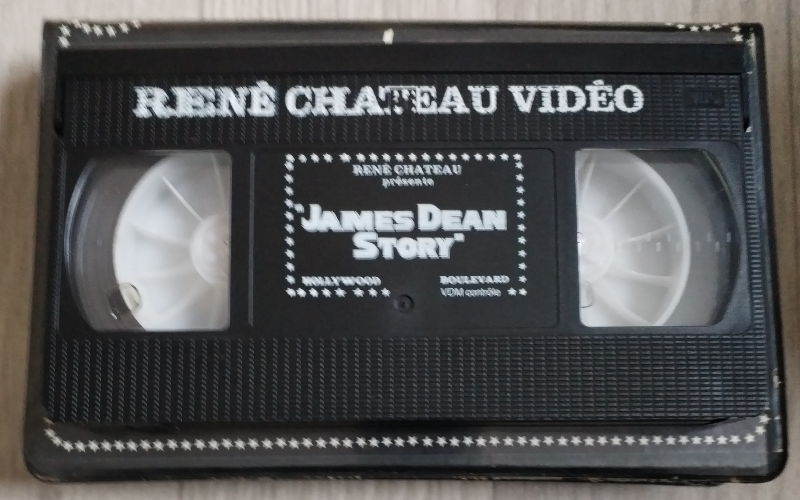 RENÉ CHATEAU VIDÉO
RENÉ CHATEAU
présente
"JAMES DEAN
STORY"
HOLLYWOOD BOULEVARD
VDM contrôle